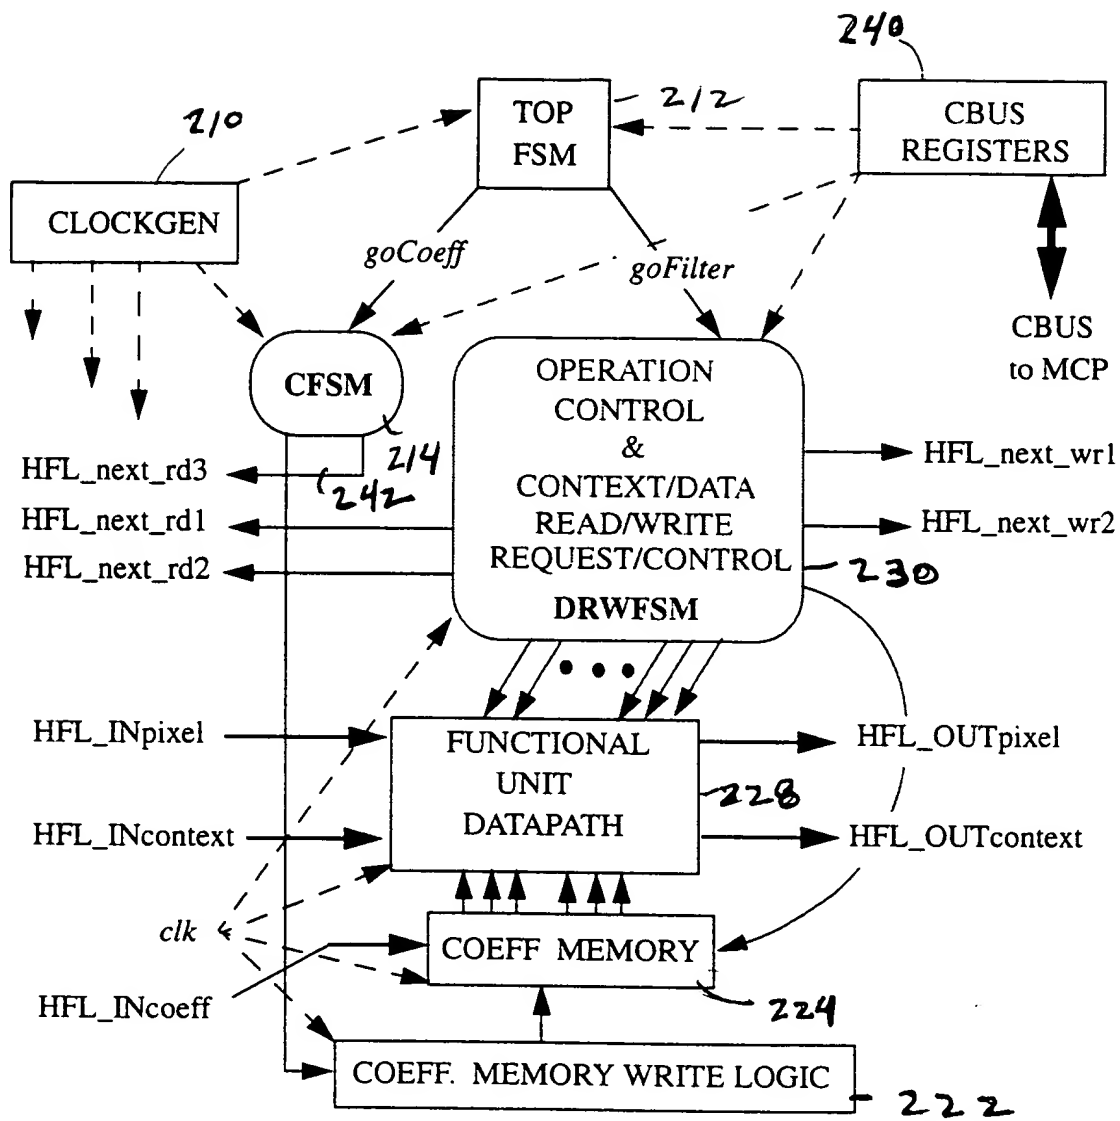 240
TOP
FSM
212
CBUS
REGISTERS
210
CLOCKGEN
goCoeff
goFilter
CBUS
to MCP
CFSM
214
OPERATION
CONTROL
&
CONTEXT/DATA
READ/WRITE
REQUEST/CONTROL
DRWFSM
230
HFL_next_rd3
242
HFL_next_rd1
HFL_next_rd2
HFL_next_wr1
HFL_next_wr2
HFL_INpixel
FUNCTIONAL
UNIT
DATAPATH
228
HFL_OUTpixel
HFL_INcontext
HFL_OUTcontext
clk
COEFF MEMORY
224
HFL_INcoeff
COEFF. MEMORY WRITE LOGIC
222